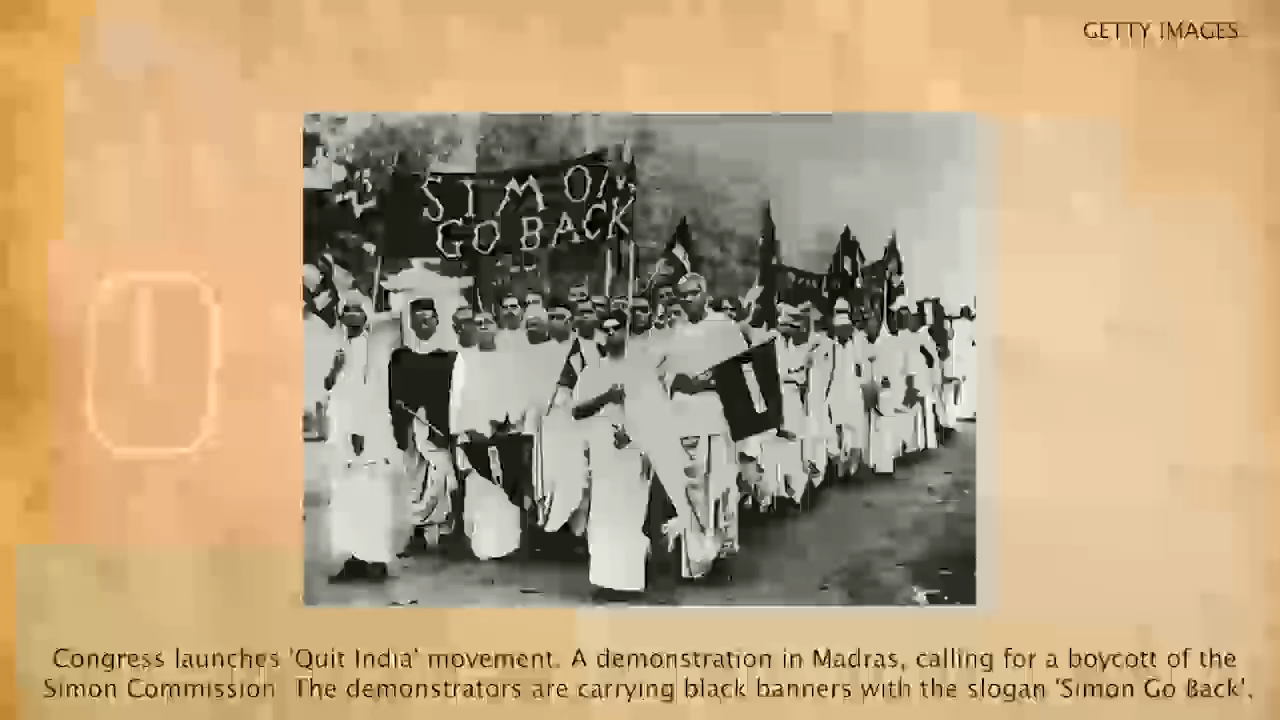 GETTY IMAGES
SIMON
GO BACK
Congress launches 'Quit India' movement. A demonstration in Madras, calling for a boycott of the
Simon Commission The demonstrators are carrying black banners with the slogan 'Simon Go Back'.